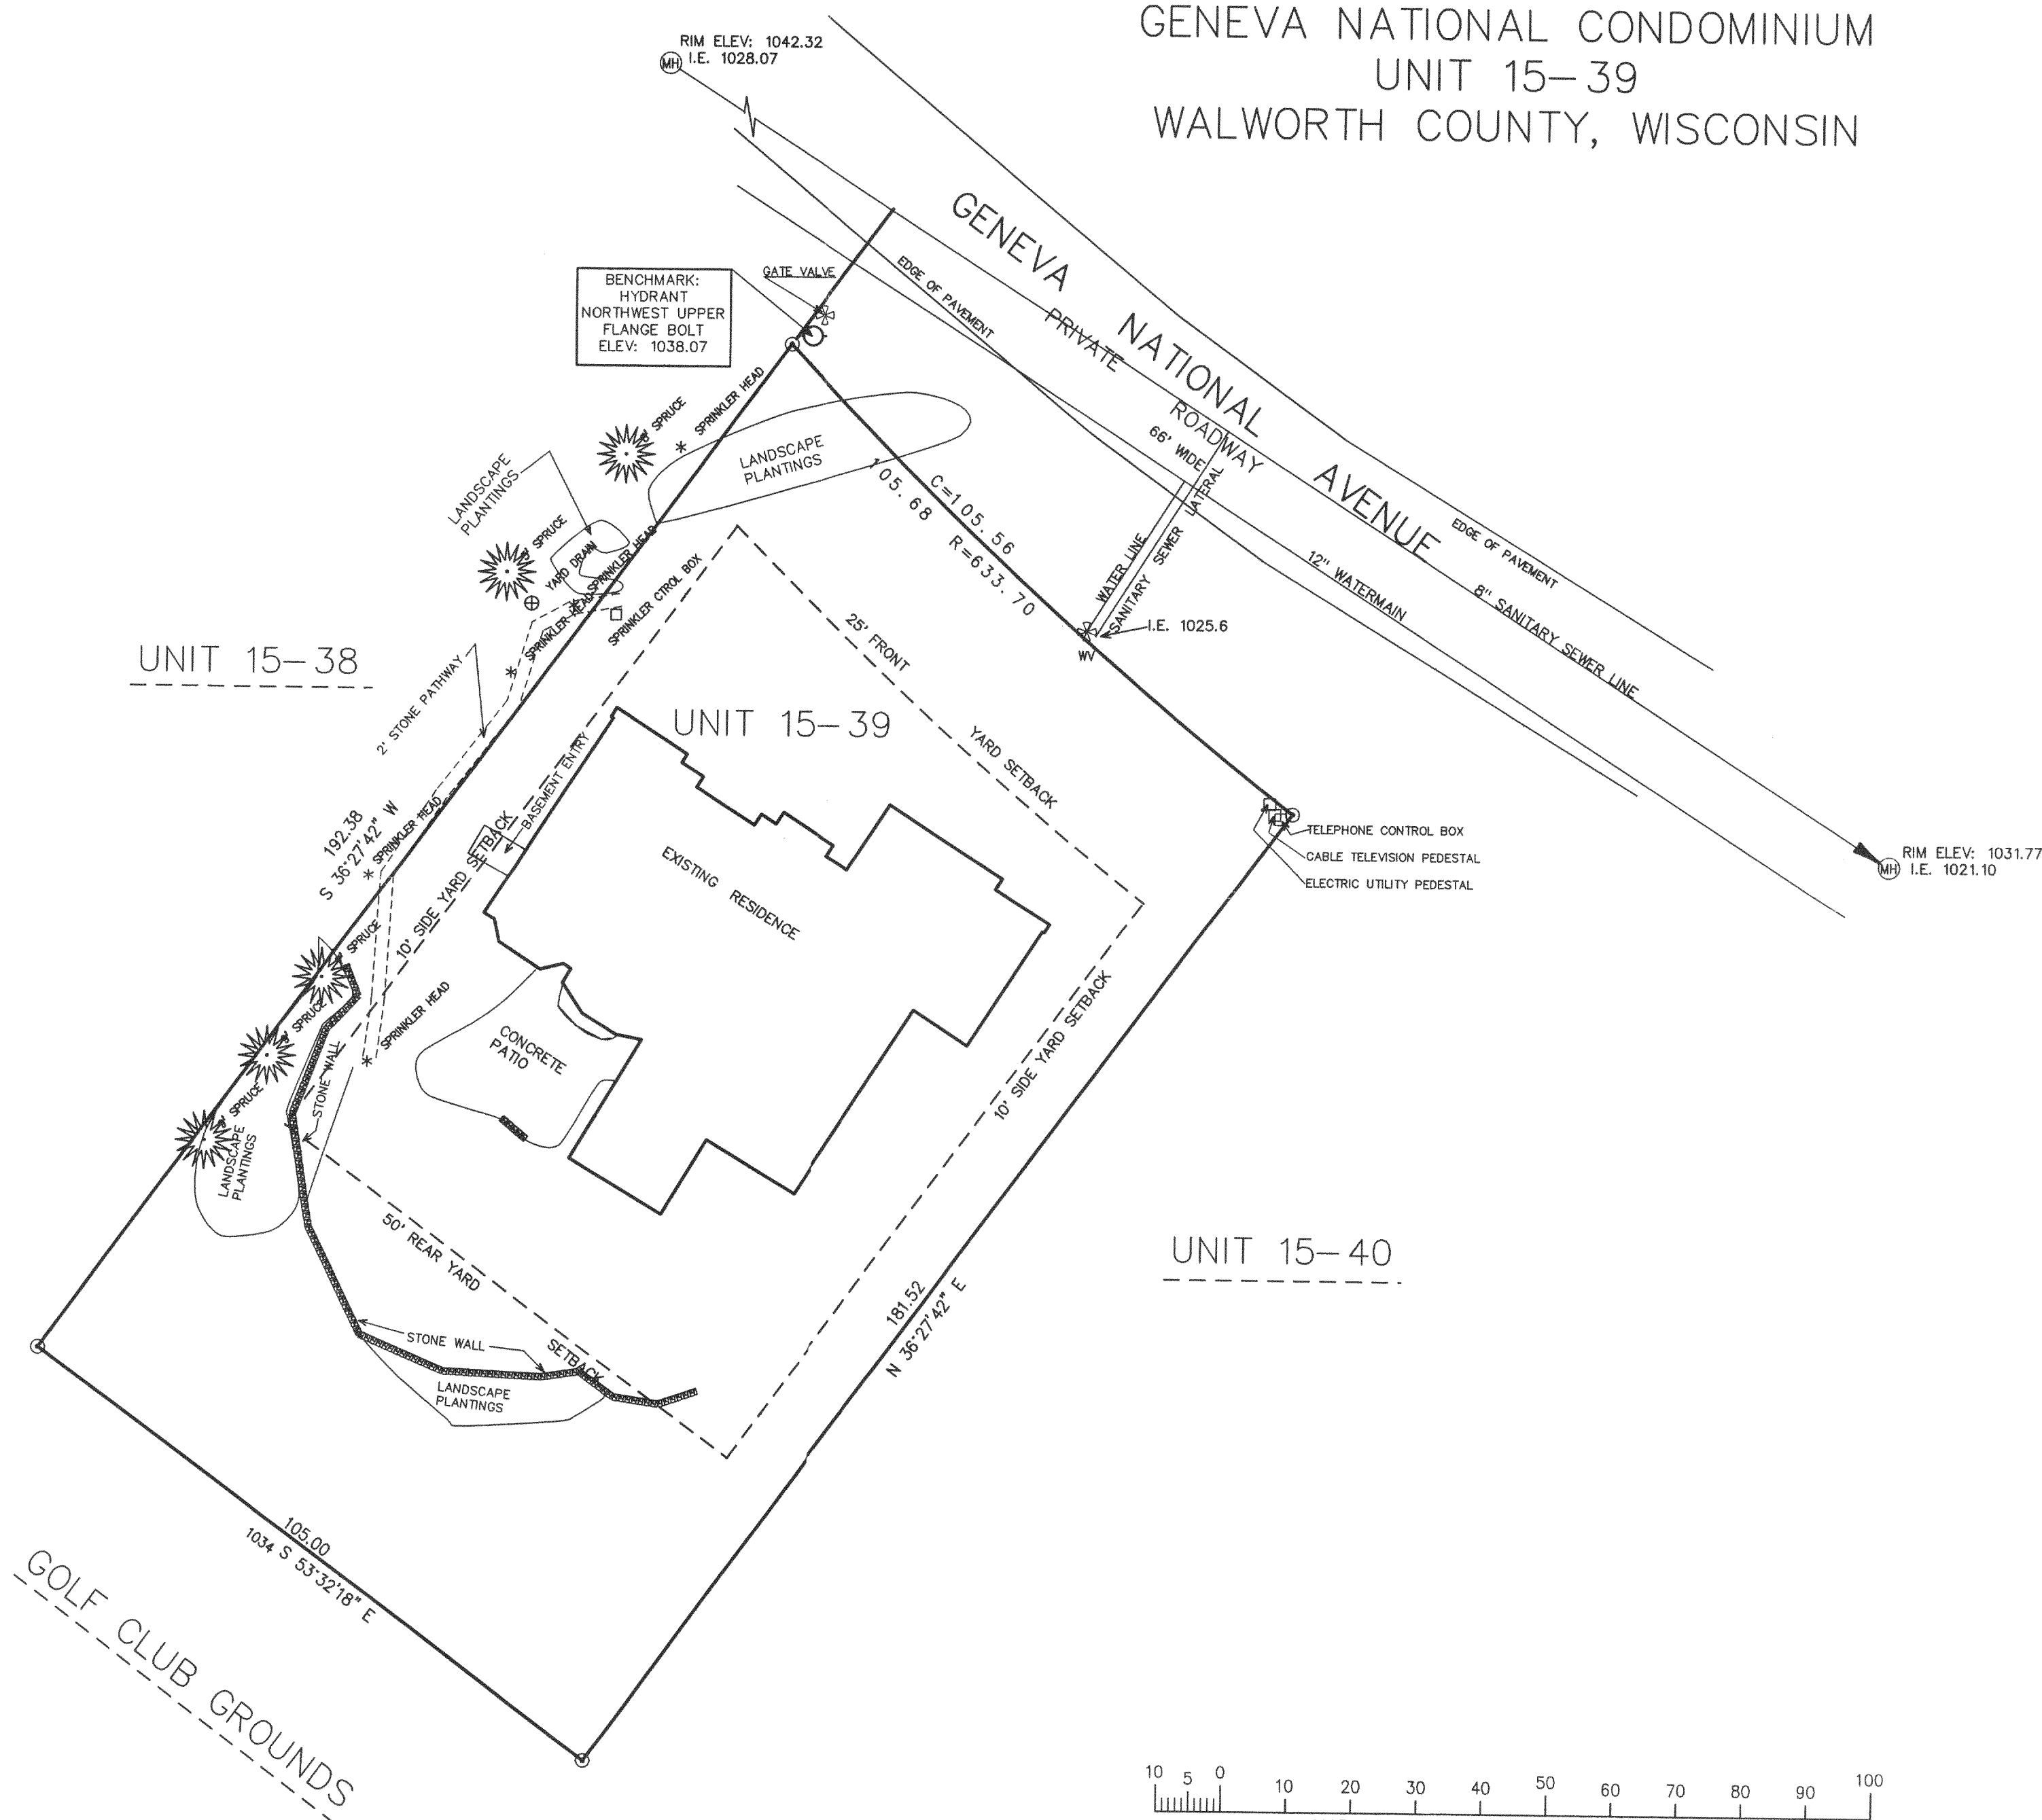 GENEVA NATIONAL CONDOMINIUM
UNIT 15-39
WALWORTH COUNTY, WISCONSIN
RIM ELEV: 1042.32
MH I.E. 1028.07
GENEVA NATIONAL AVENUE
PRIVATE ROADWAY
66' WIDE
EDGE OF PAVEMENT
EDGE OF PAVEMENT
12" WATERMAIN
8" SANITARY SEWER LINE
GATE VALVE
BENCHMARK:
HYDRANT
NORTHWEST UPPER
FLANGE BOLT
ELEV: 1038.07
SPRINKLER HEAD
SPRUCE
LANDSCAPE
PLANTINGS
LANDSCAPE
PLANTINGS
SPRUCE
YARD DRAIN
SPRINKLER HEAD
SPRINKLER HEAD
SPRINKLER CTROL BOX
C=105.56
105.68
R=633.70
WATER LINE
SANITARY SEWER LATERAL
I.E. 1025.6
WV
UNIT 15-38
2' STONE PATHWAY
25' FRONT YARD SETBACK
UNIT 15-39
BASEMENT ENTRY
192.38
S 36°27'42" W
SPRINKLER HEAD
10' SIDE YARD SETBACK
EXISTING RESIDENCE
TELEPHONE CONTROL BOX
CABLE TELEVISION PEDESTAL
ELECTRIC UTILITY PEDESTAL
RIM ELEV: 1031.77
MH I.E. 1021.10
SPRUCE
SPRUCE
SPRUCE
SPRINKLER HEAD
STONE WALL
CONCRETE
PATIO
10' SIDE YARD SETBACK
LANDSCAPE
PLANTINGS
50' REAR YARD SETBACK
UNIT 15-40
181.52
N 36°27'42" E
STONE WALL
LANDSCAPE
PLANTINGS
105.00
1034 S 53°32'18" E
GOLF CLUB GROUNDS
10 5 0 10 20 30 40 50 60 70 80 90 100